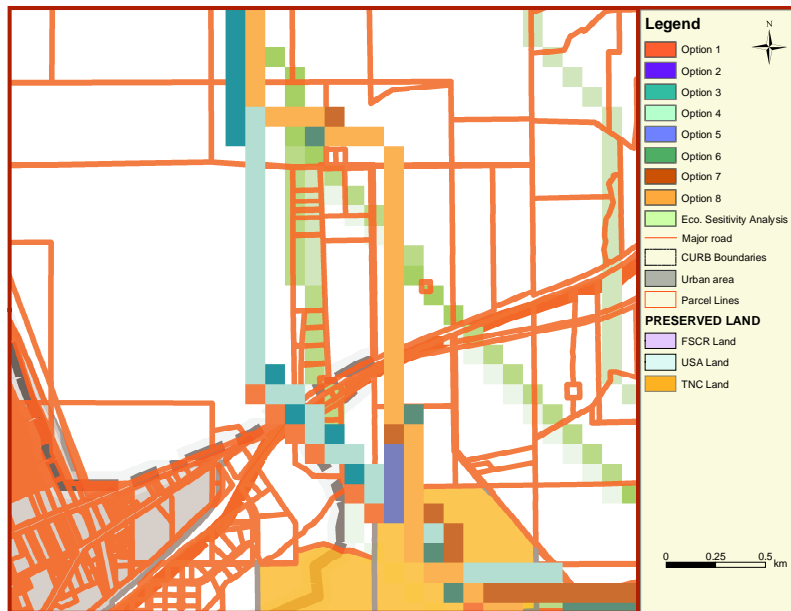 Legend
N
Option 1
Option 2
Option 3
Option 4
Option 5
Option 6
Option 7
Option 8
Eco. Sesitivity Analysis
Major road
CURB Boundaries
Urban area
Parcel Lines
PRESERVED LAND
FSCR Land
USA Land
TNC Land
0 0.25 0.5
km